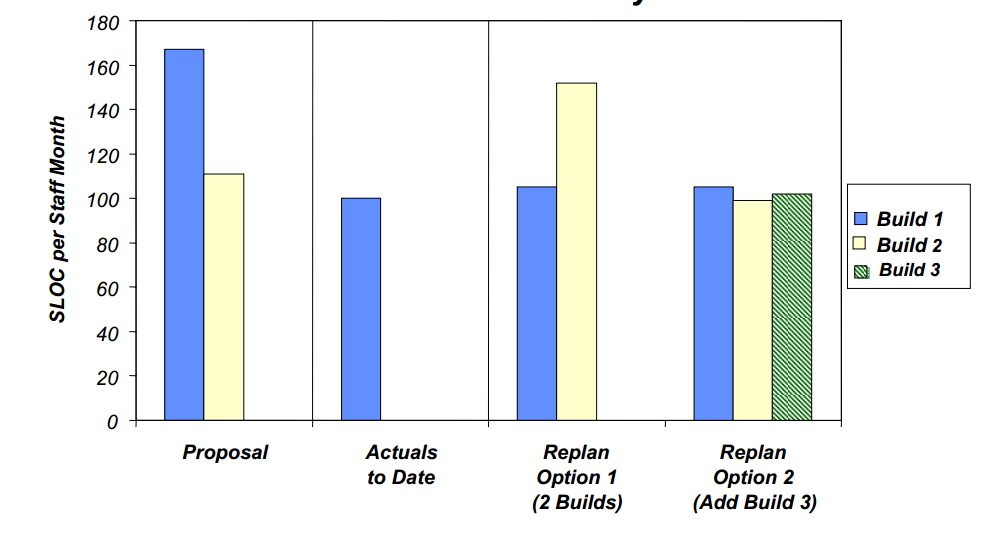 180
160
140
120
100
80
60
40
20
0
SLOC per Staff Month
Proposal
Actuals
to Date
Replan
Option 1
(2 Builds)
Replan
Option 2
(Add Build 3)
Build 1
Build 2
Build 3